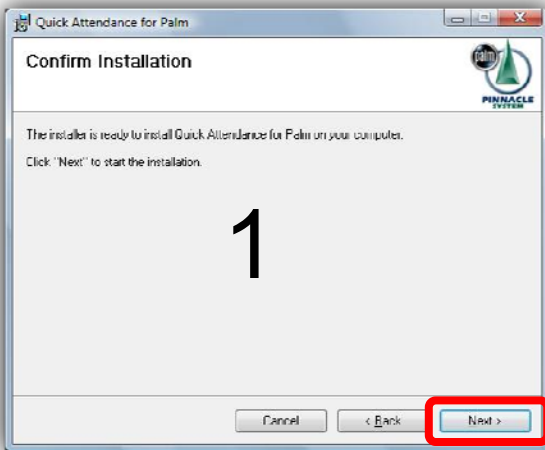 Quick Attendance for Palm
Confirm Installation
palm
PINNACLE
SYSTEM
The installer is ready to install Quick Attendance for Palm on your computer.
Click "Next" to start the installation.
1
Cancel
< Back
Next >